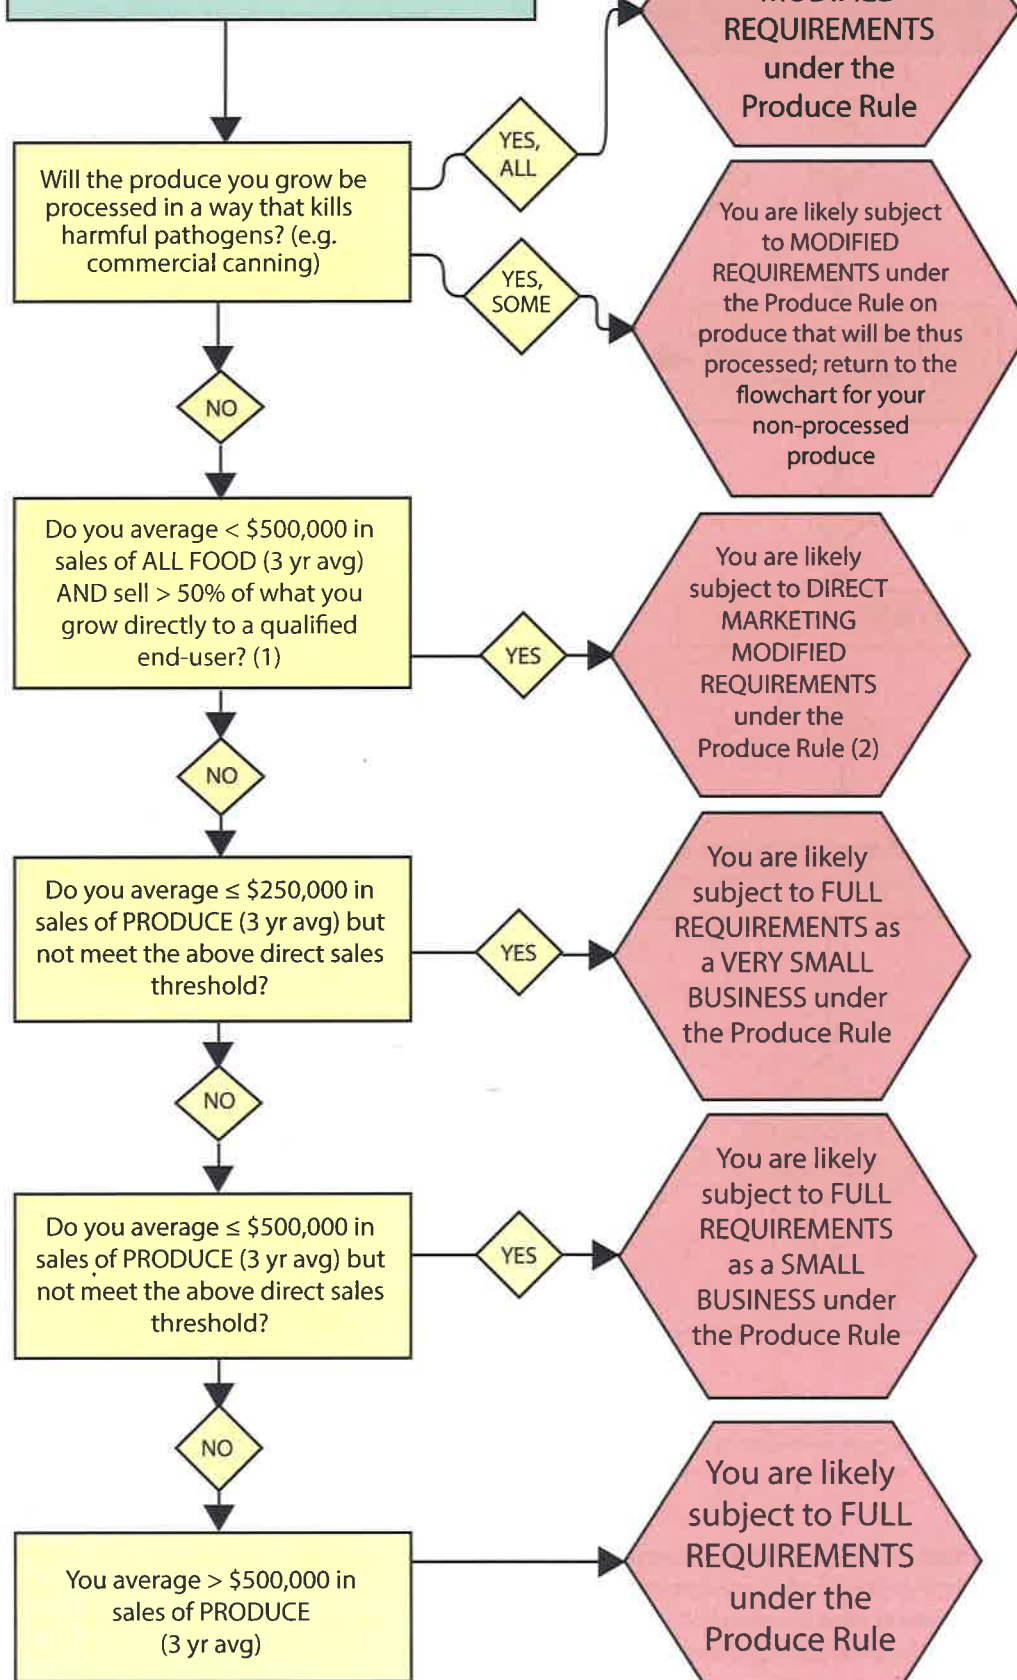 MODIFIED
REQUIREMENTS
under the
Produce Rule
YES,
ALL
Will the produce you grow be
processed in a way that kills
harmful pathogens? (e.g.
commercial canning)
YES,
SOME
You are likely subject
to MODIFIED
REQUIREMENTS under
the Produce Rule on
produce that will be thus
processed; return to the
flowchart for your
non-processed
produce
NO
Do you average < $500,000 in
sales of ALL FOOD (3 yr avg)
AND sell > 50% of what you
grow directly to a qualified
end-user? (1)
YES
You are likely
subject to DIRECT
MARKETING
MODIFIED
REQUIREMENTS
under the
Produce Rule (2)
NO
Do you average ≤ $250,000 in
sales of PRODUCE (3 yr avg) but
not meet the above direct sales
threshold?
YES
You are likely
subject to FULL
REQUIREMENTS as
a VERY SMALL
BUSINESS under
the Produce Rule
NO
Do you average ≤ $500,000 in
sales of PRODUCE (3 yr avg) but
not meet the above direct sales
threshold?
YES
You are likely
subject to FULL
REQUIREMENTS
as a SMALL
BUSINESS under
the Produce Rule
NO
You average > $500,000 in
sales of PRODUCE
(3 yr avg)
You are likely
subject to FULL
REQUIREMENTS
under the
Produce Rule